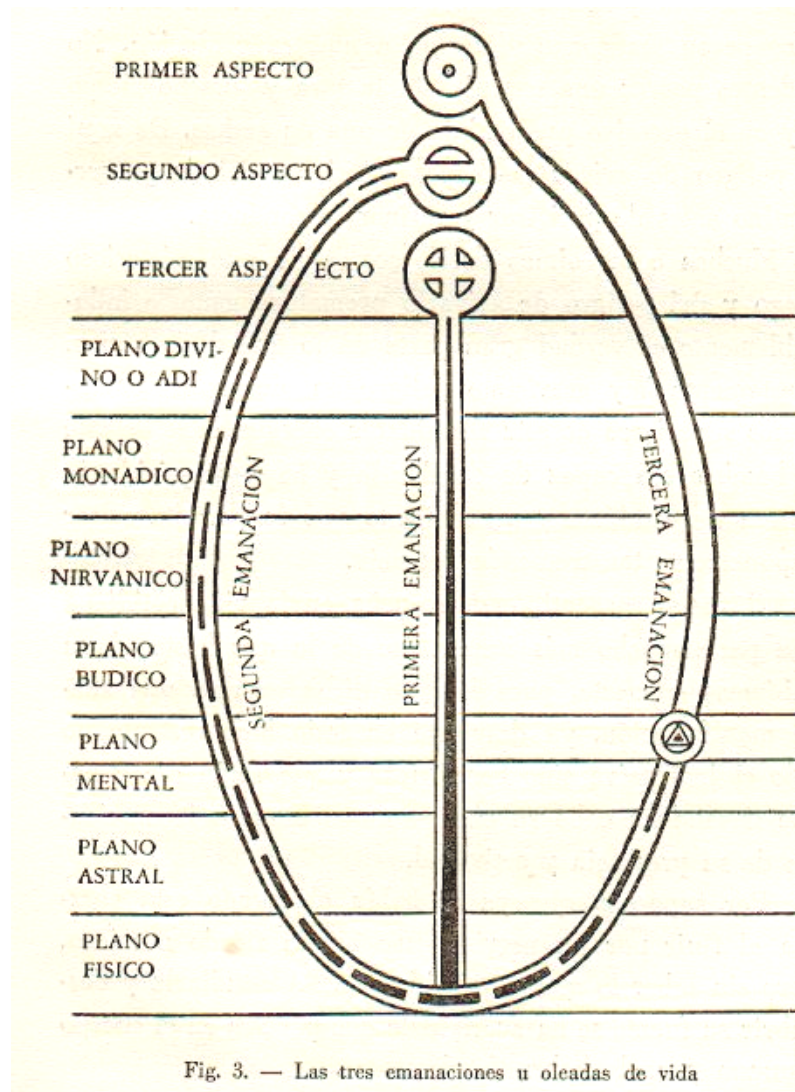 PRIMER ASPECTO
SEGUNDO ASPECTO
TERCER ASPECTO
PLANO DIVI-
NO O ADI
PLANO
MONADICO
PLANO
NIRVANICO
PLANO
BUDICO
PLANO
MENTAL
PLANO
ASTRAL
PLANO
FISICO
SEGUNDA EMANACION
PRIMERA EMANACION
TERCERA EMANACION
Fig. 3. — Las tres emanaciones u oleadas de vida